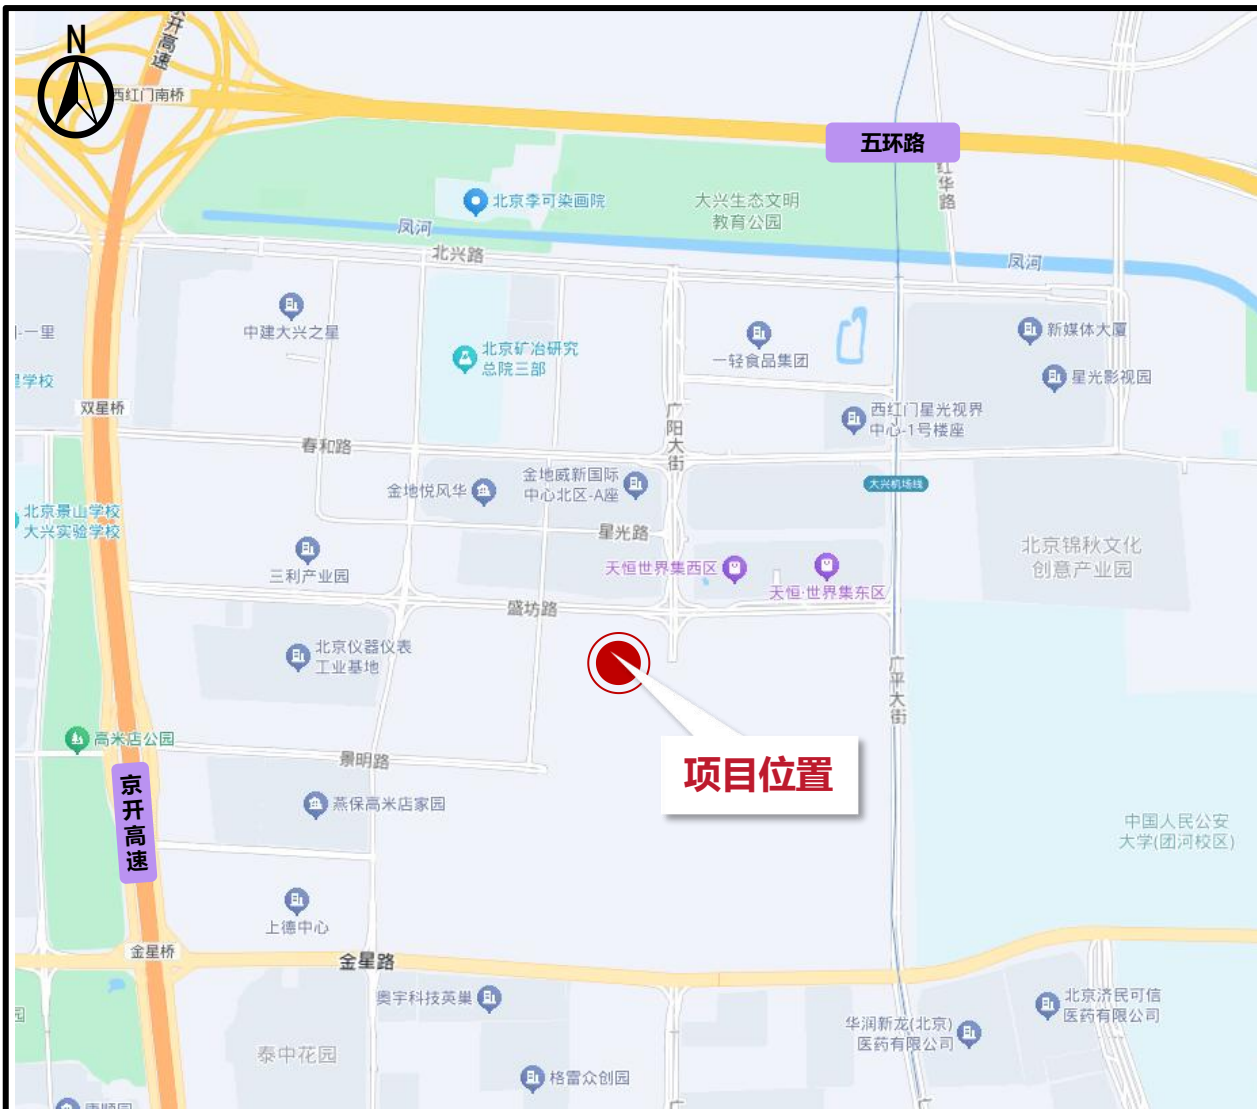 N
京开高速
西红门南桥
五环路
红华路
北京李可染画院
大兴生态文明
教育公园
凤河
北兴路
凤河
中建大兴之星
北京矿冶研究
总院三部
一轻食品集团
新媒体大厦
星光影视园
一里
学校
双星桥
广阳大街
西红门星光视界
中心-1号楼座
春和路
金地悦风华
金地威新国际
中心北区-A座
大兴机场线
北京景山学校
大兴实验学校
星光路
北京锦秋文化
创意产业园
三利产业园
天恒世界集西区
天恒·世界集东区
盛坊路
北京仪器仪表
工业基地
广平大街
高米店公园
景明路
项目位置
京开高速
燕保高米店家园
中国人民公安
大学(团河校区)
上德中心
金星桥
金星路
奥宇科技英巢
北京济民可信
医药有限公司
华润新龙(北京)
医药有限公司
园
泰中花园
格雷众创园
广
广